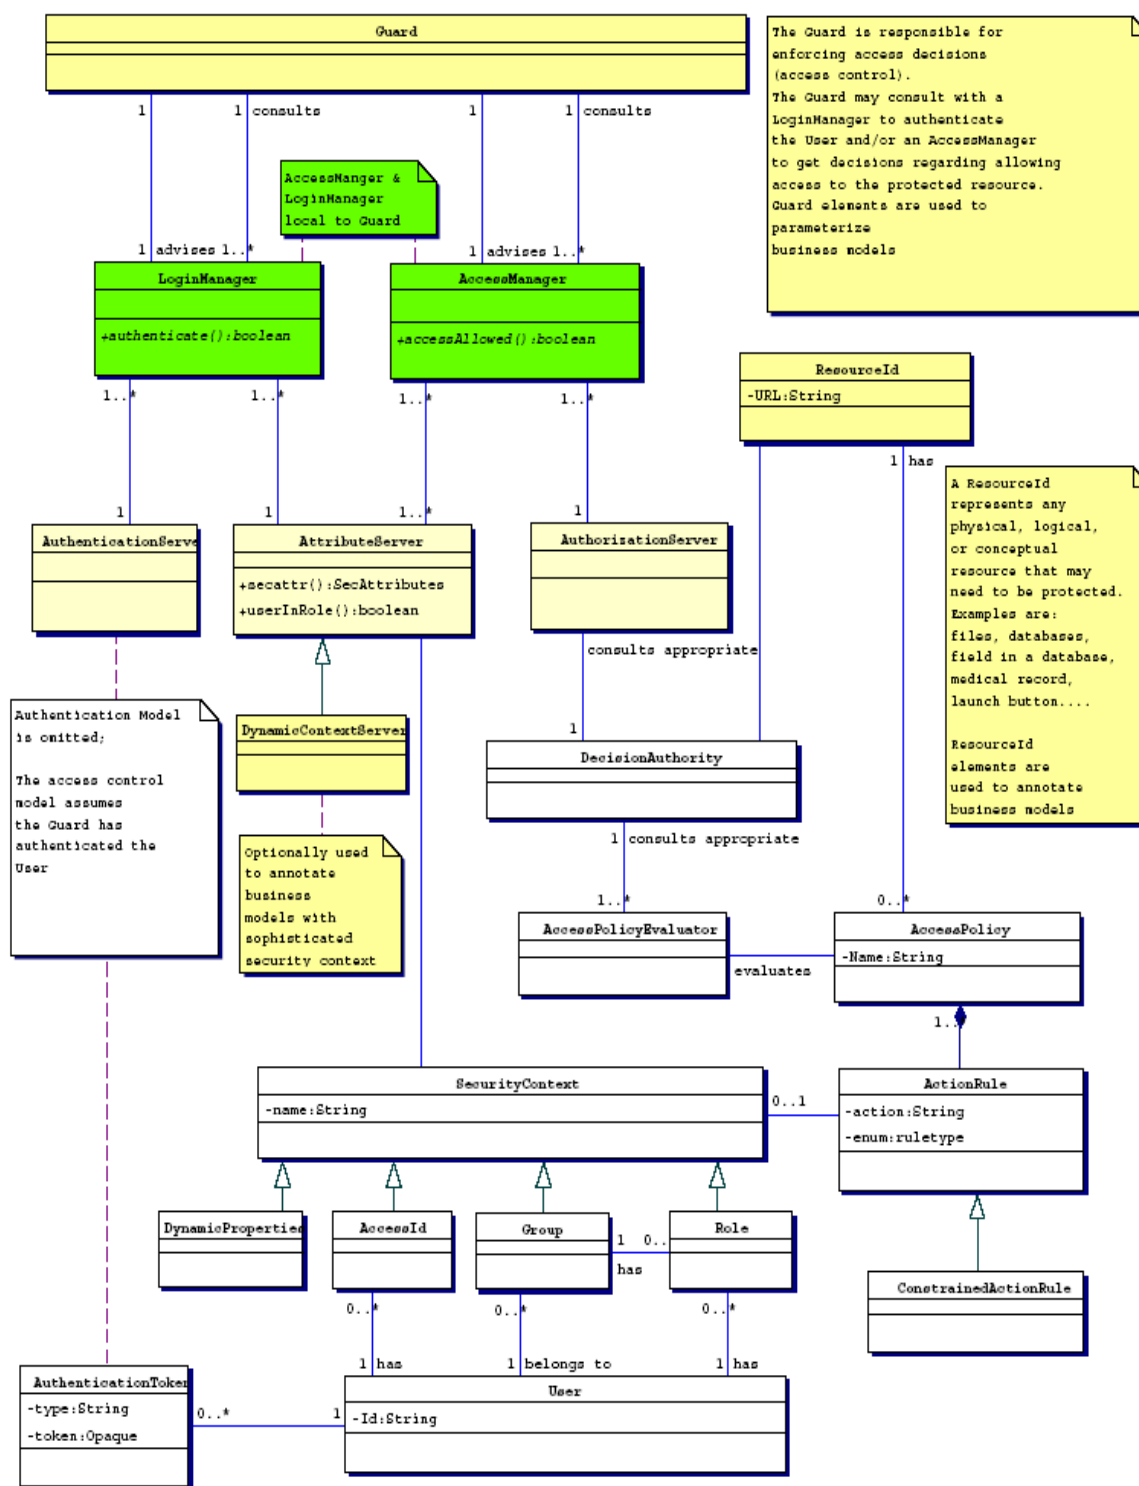 Guard
1
1 consults
1
1 consults
The Guard is responsible for
enforcing access decisions
(access control).
The Guard may consult with a
LoginManager to authenticate
the User and/or an AccessManager
to get decisions regarding allowing
access to the protected resource.
Guard elements are used to
parameterize
business models
AccessManger &
LoginManager
local to Guard
1 advises 1..*
1 advises 1..*
LoginManager
+authenticate():boolean
AccessManager
+accessAllowed():boolean
1..*
1..*
1..*
1..*
ResourceId
-URL:String
1 has
A ResourceId
represents any
physical, logical,
or conceptual
resource that may
need to be protected.
Examples are:
files, databases,
field in a database,
medical record,
launch button....
ResourceId
elements are
used to annotate
business models
1
1
1..*
1
AuthenticationServe
AttributeServer
+secattr():SecAttributes
+userInRole():boolean
AuthorizationServer
consults appropriate
1
Authentication Model
is omitted;
The access control
model assumes
the Guard has
authenticated the
User
DynamicContextServer
DecisionAuthority
1 consults appropriate
Optionally used
to annotate
business
models with
sophisticated
security context
1..*
0..*
AccessPolicyEvaluator
evaluates
AccessPolicy
-Name:String
1..
SecurityContext
-name:String
0..1
ActionRule
-action:String
-enum:ruletype
DynamicProperties
AccessId
Group
1 0..
has
Role
ConstrainedActionRule
0..*
0..*
0..*
1 has
1 belongs to
1 has
AuthenticationToken
-type:String
-token:Opaque
0..*
1
User
-Id:String